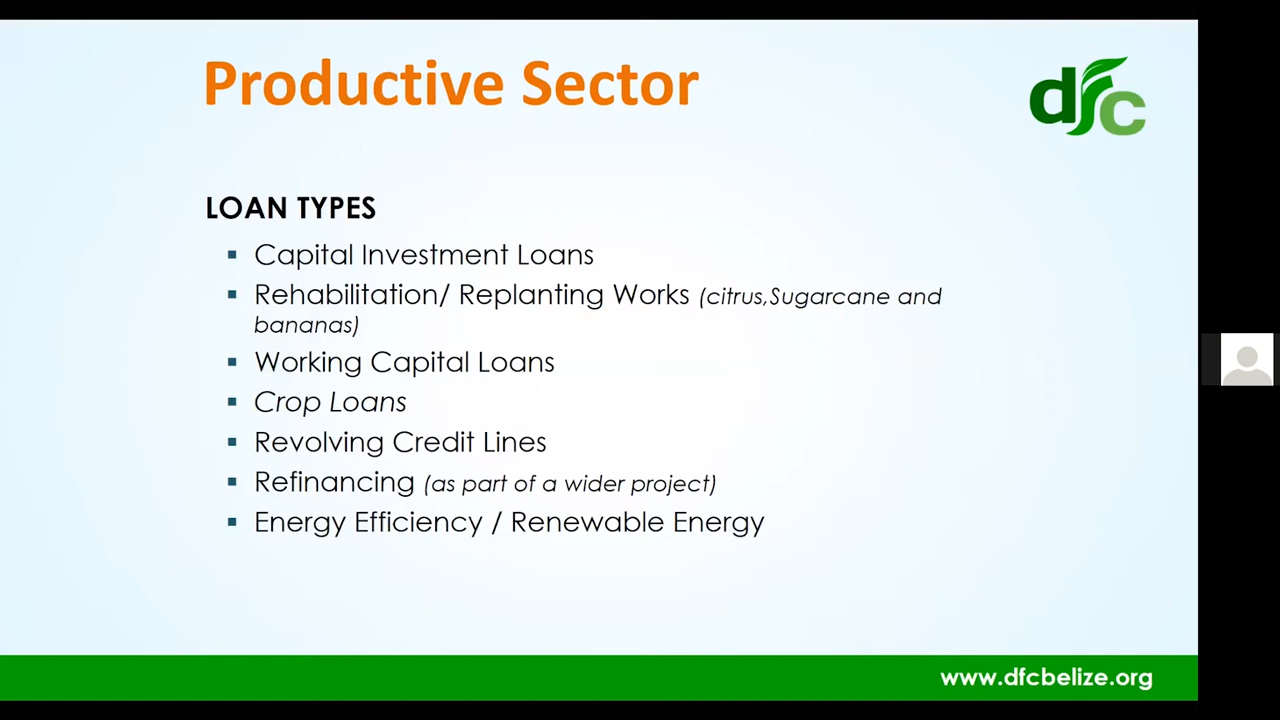 Productive Sector
dfc
LOAN TYPES
▪ Capital Investment Loans
▪ Rehabilitation/ Replanting Works (citrus,Sugarcane and
bananas)
▪ Working Capital Loans
▪ Crop Loans
▪ Revolving Credit Lines
▪ Refinancing (as part of a wider project)
▪ Energy Efficiency / Renewable Energy
www.dfcbelize.org